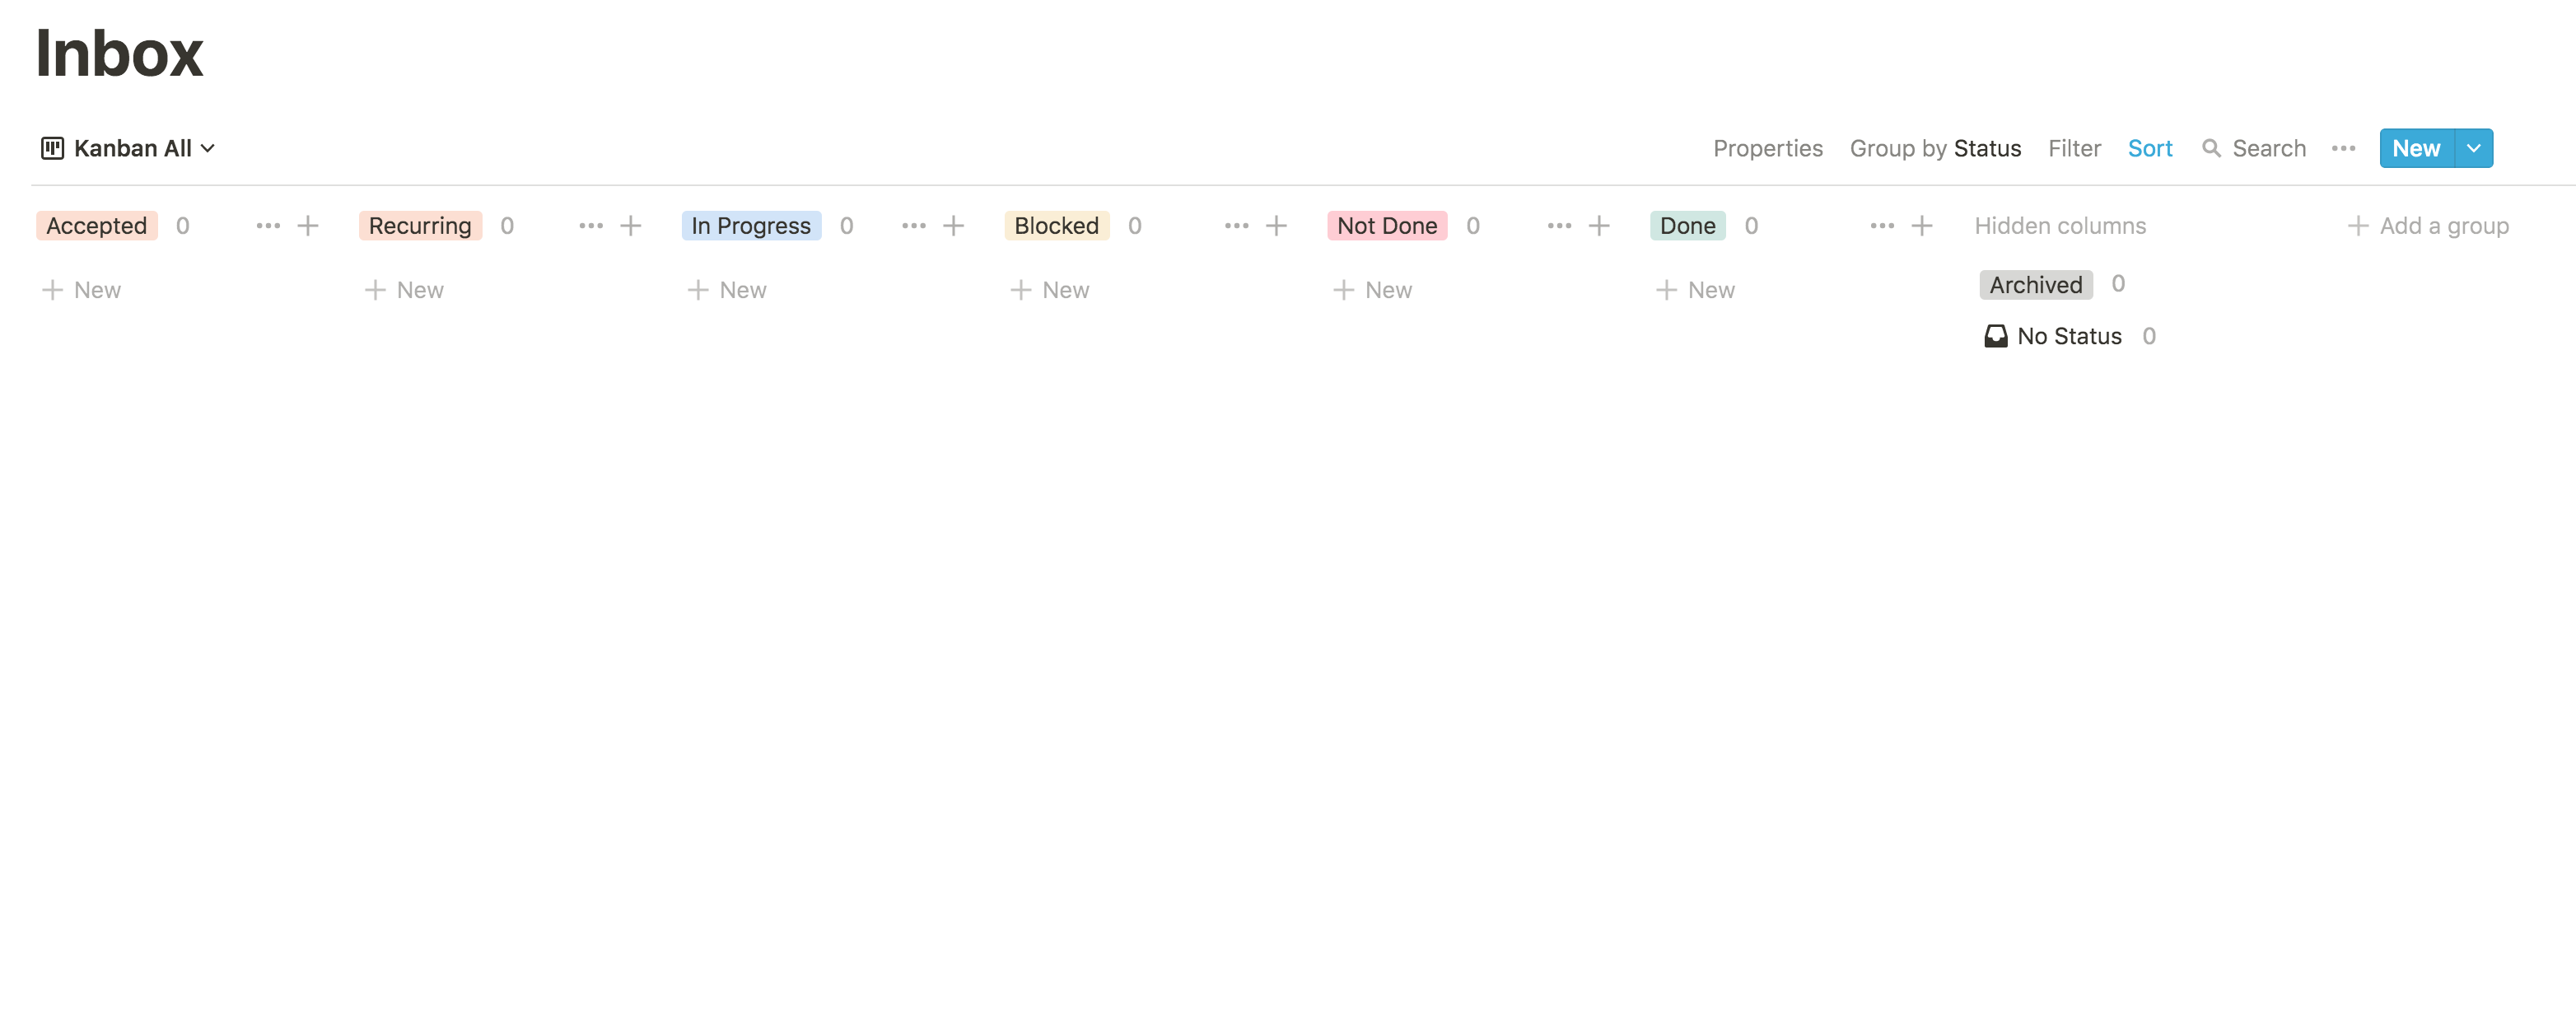 Inbox
Kanban All Properties Group by Status Filter Sort Search New
Accepted 0 Recurring 0 In Progress 0 Blocked 0 Not Done 0 Done 0 Hidden columns Add a group
New New New New New New Archived 0
No Status 0